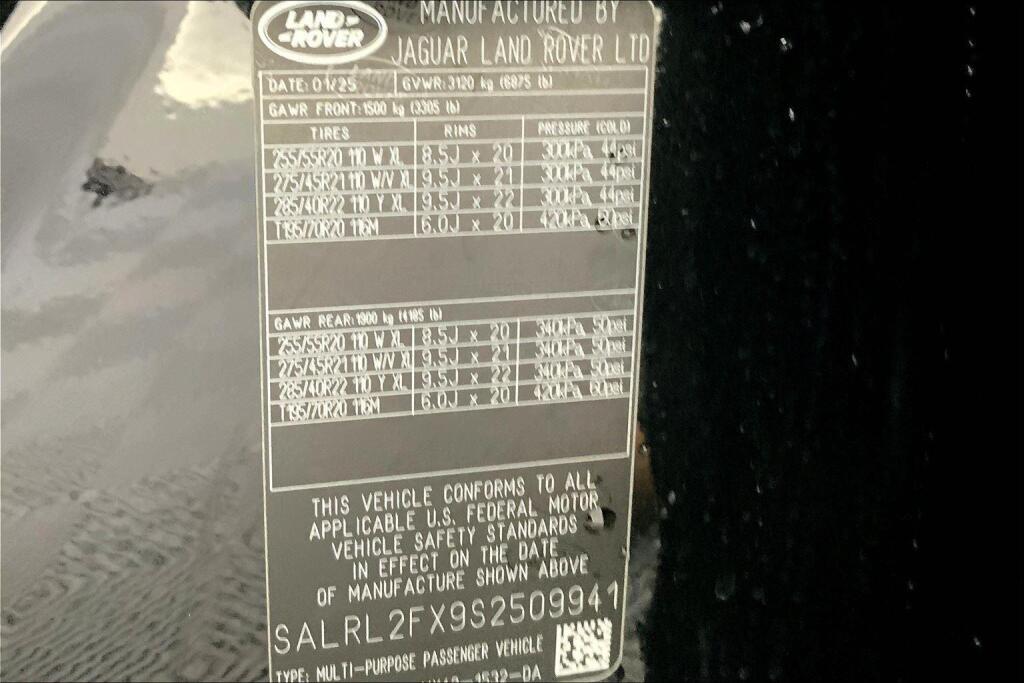 LAND-
-ROVER
MANUFACTURED BY
JAGUAR LAND ROVER LTD
DATE: 01/25 GVWR: 3120 kg (6875 lb)
GAWR FRONT: 1500 kg (3305 lb)
TIRES RIMS PRESSURE (COLD)
255/55R20 110 W XL 8.5J x 20 300kPa, 44psi
275/45R21 110 W/V XL 9.5J x 21 300kPa, 44psi
285/40R22 110 Y XL 9.5J x 22 300kPa, 44psi
T195/70R20 116M 6.0J x 20 420kPa, 60psi
GAWR REAR: 1900 kg (4185 lb)
255/55R20 110 W XL 8.5J x 20 340kPa, 50psi
275/45R21 110 W/V XL 9.5J x 21 340kPa, 50psi
285/40R22 110 Y XL 9.5J x 22 340kPa, 50psi
T195/70R20 116M 6.0J x 20 420kPa, 60psi
THIS VEHICLE CONFORMS TO ALL
APPLICABLE U.S. FEDERAL MOTOR
VEHICLE SAFETY STANDARDS
IN EFFECT ON THE DATE
OF MANUFACTURE SHOWN ABOVE
SALRL2FX9S2509941
TYPE: MULTI-PURPOSE PASSENGER VEHICLE